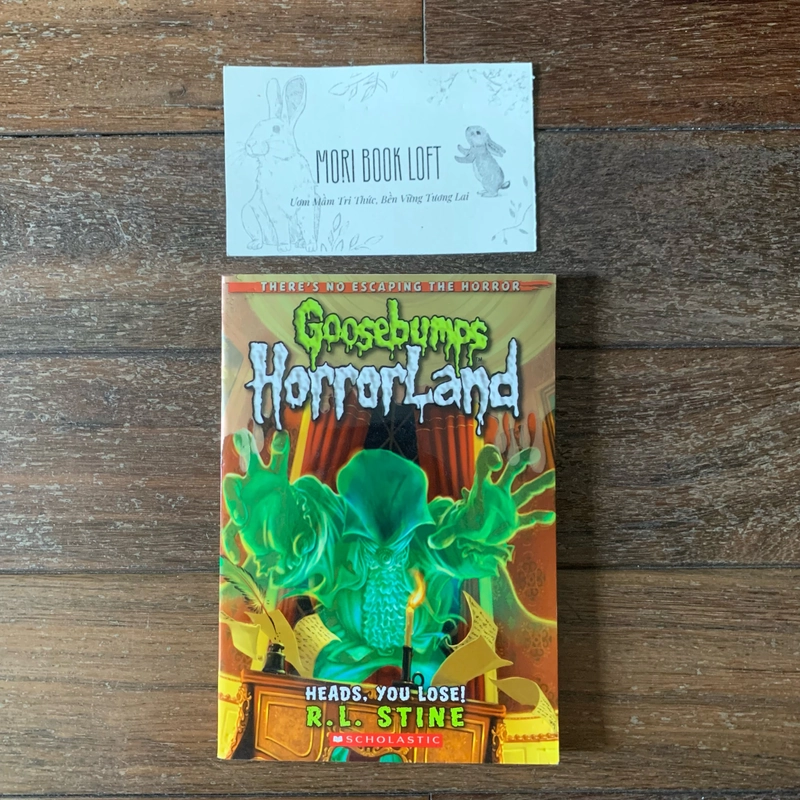 MORI BOOK LOFT
Ươm Mầm Tri Thức, Bền Vững Tương Lai
THERE'S NO ESCAPING THE HORROR
Goosebumps
HorrorLand
HEADS, YOU LOSE!
R.L. STINE
SCHOLASTIC